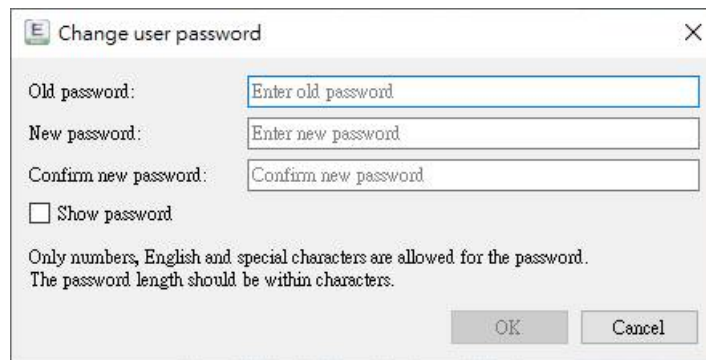 E
Change user password
Old password: Enter old password
New password: Enter new password
Confirm new password: Confirm new password
Show password
Only numbers, English and special characters are allowed for the password.
The password length should be within characters.
OK Cancel